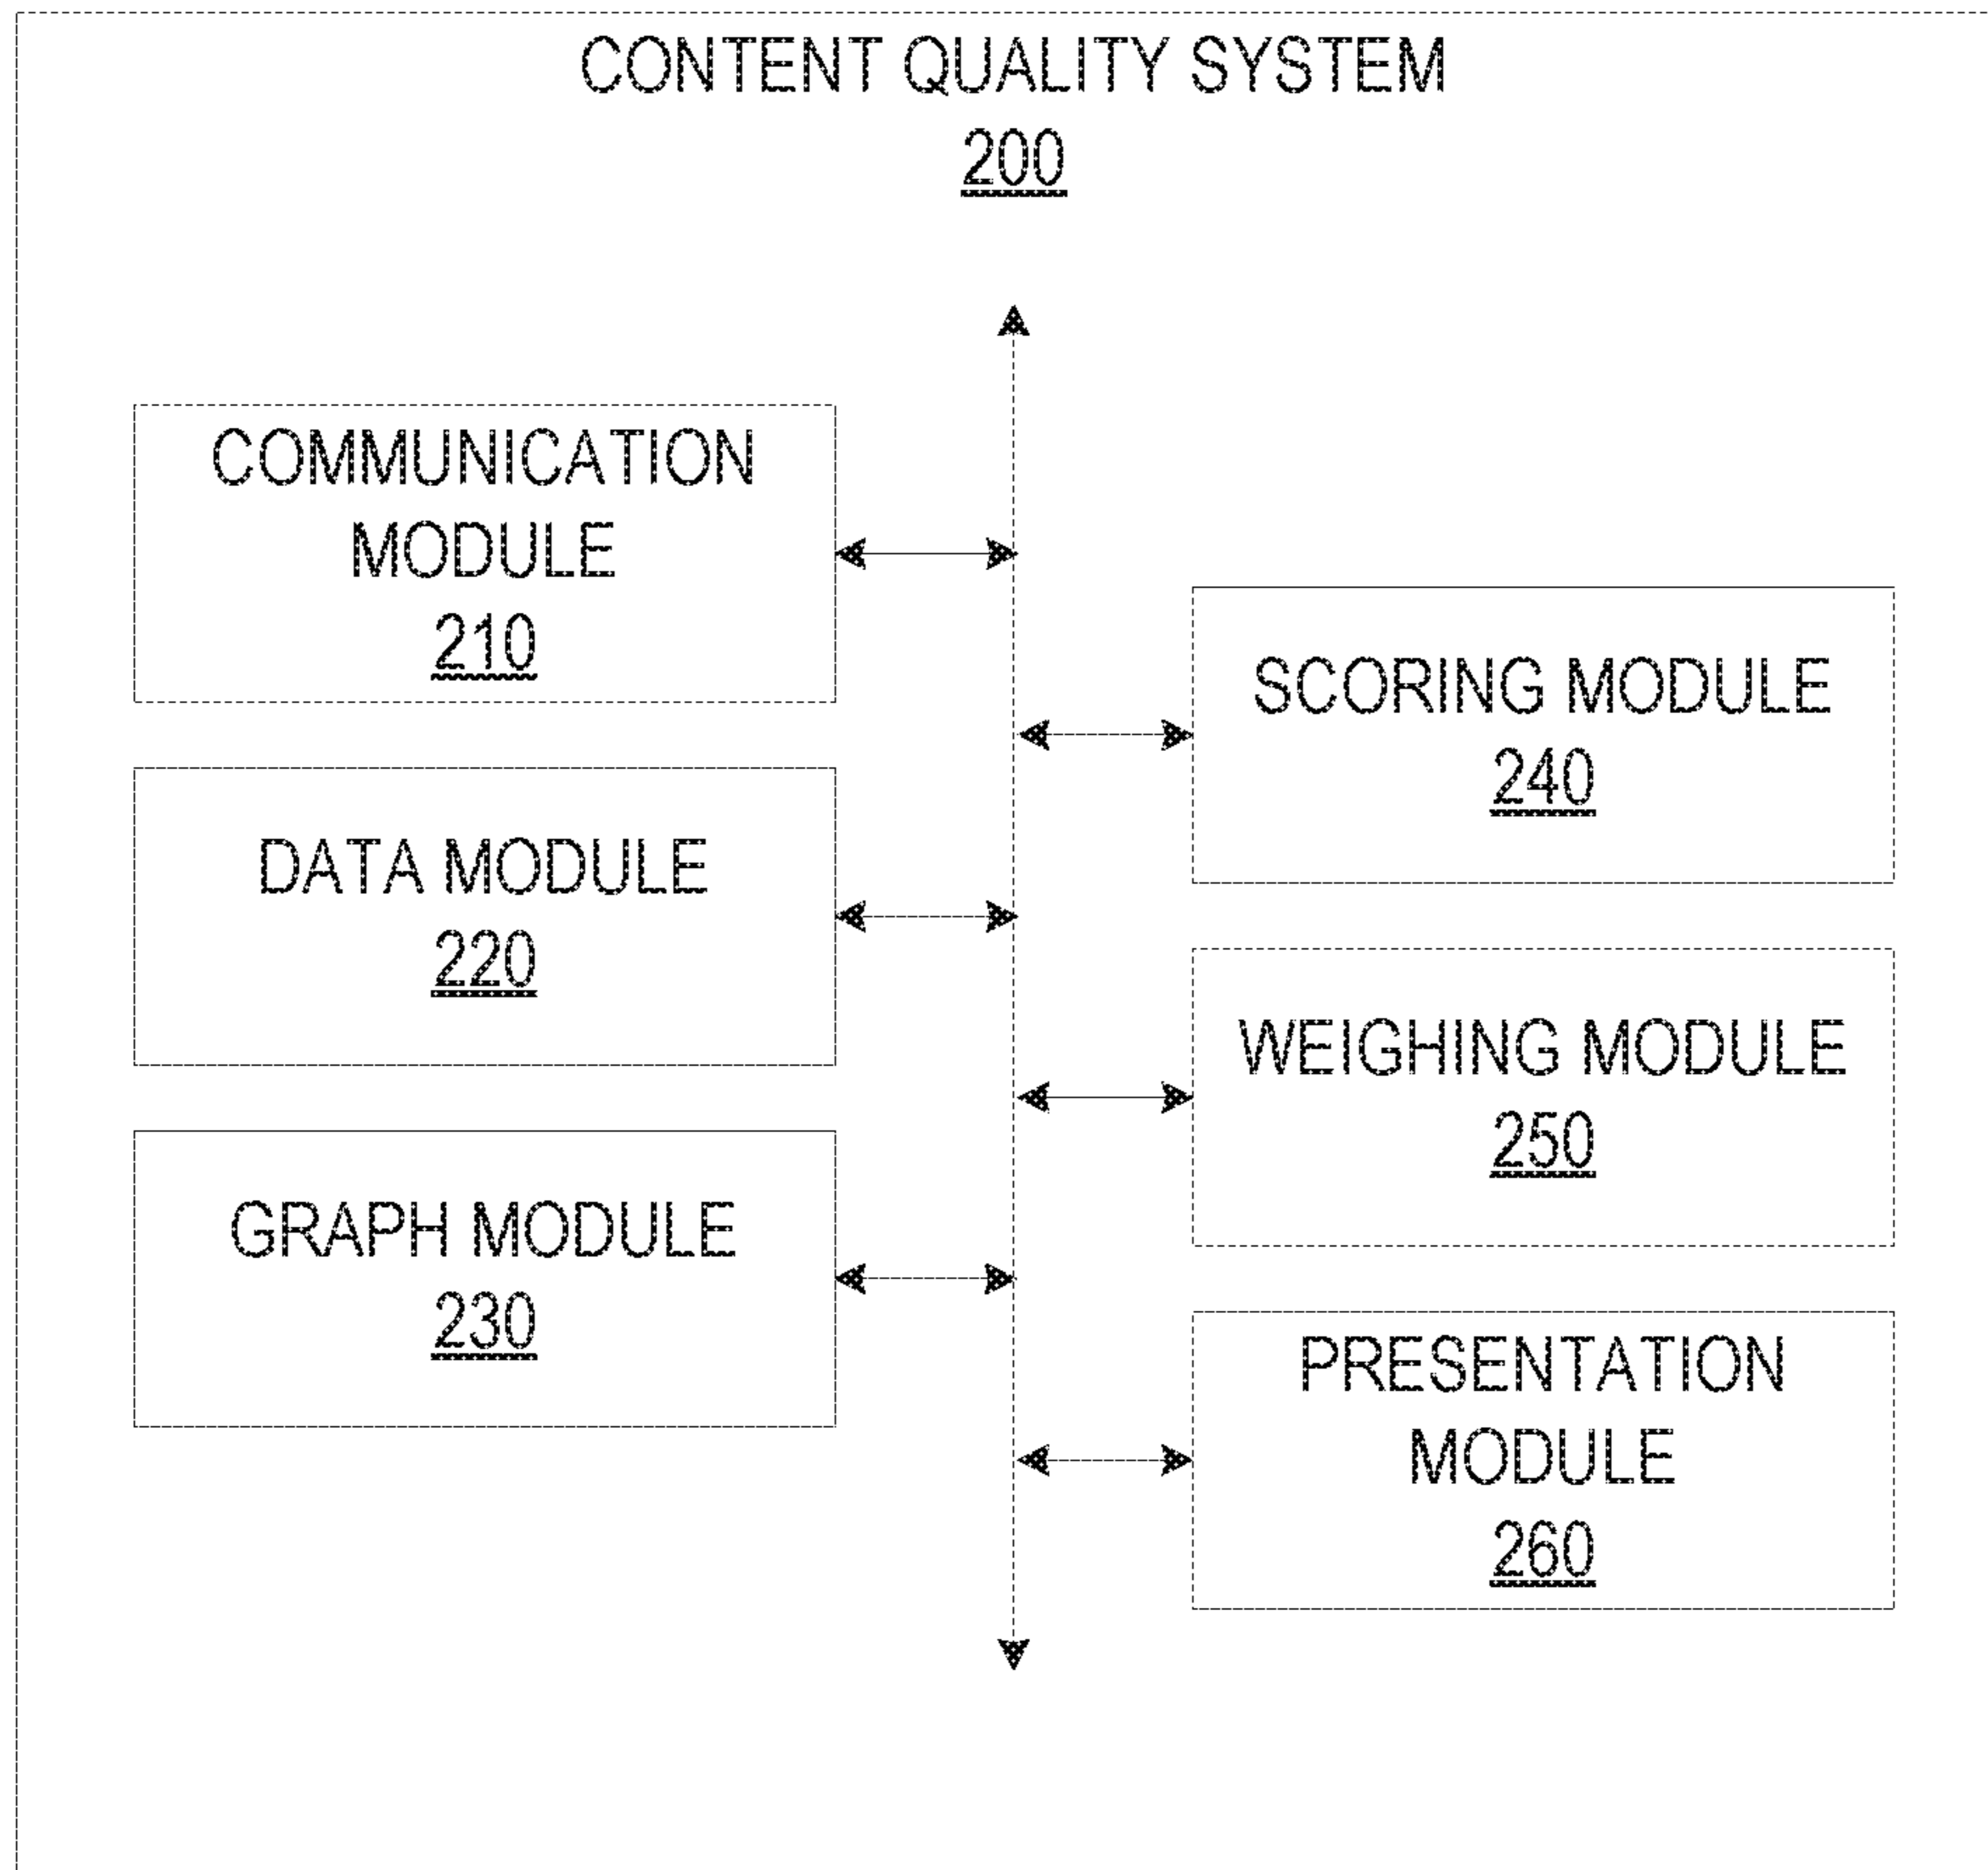 CONTENT QUALITY SYSTEM
200
COMMUNICATION
MODULE
210
DATA MODULE
220
GRAPH MODULE
230
SCORING MODULE
240
WEIGHING MODULE
250
PRESENTATION
MODULE
260